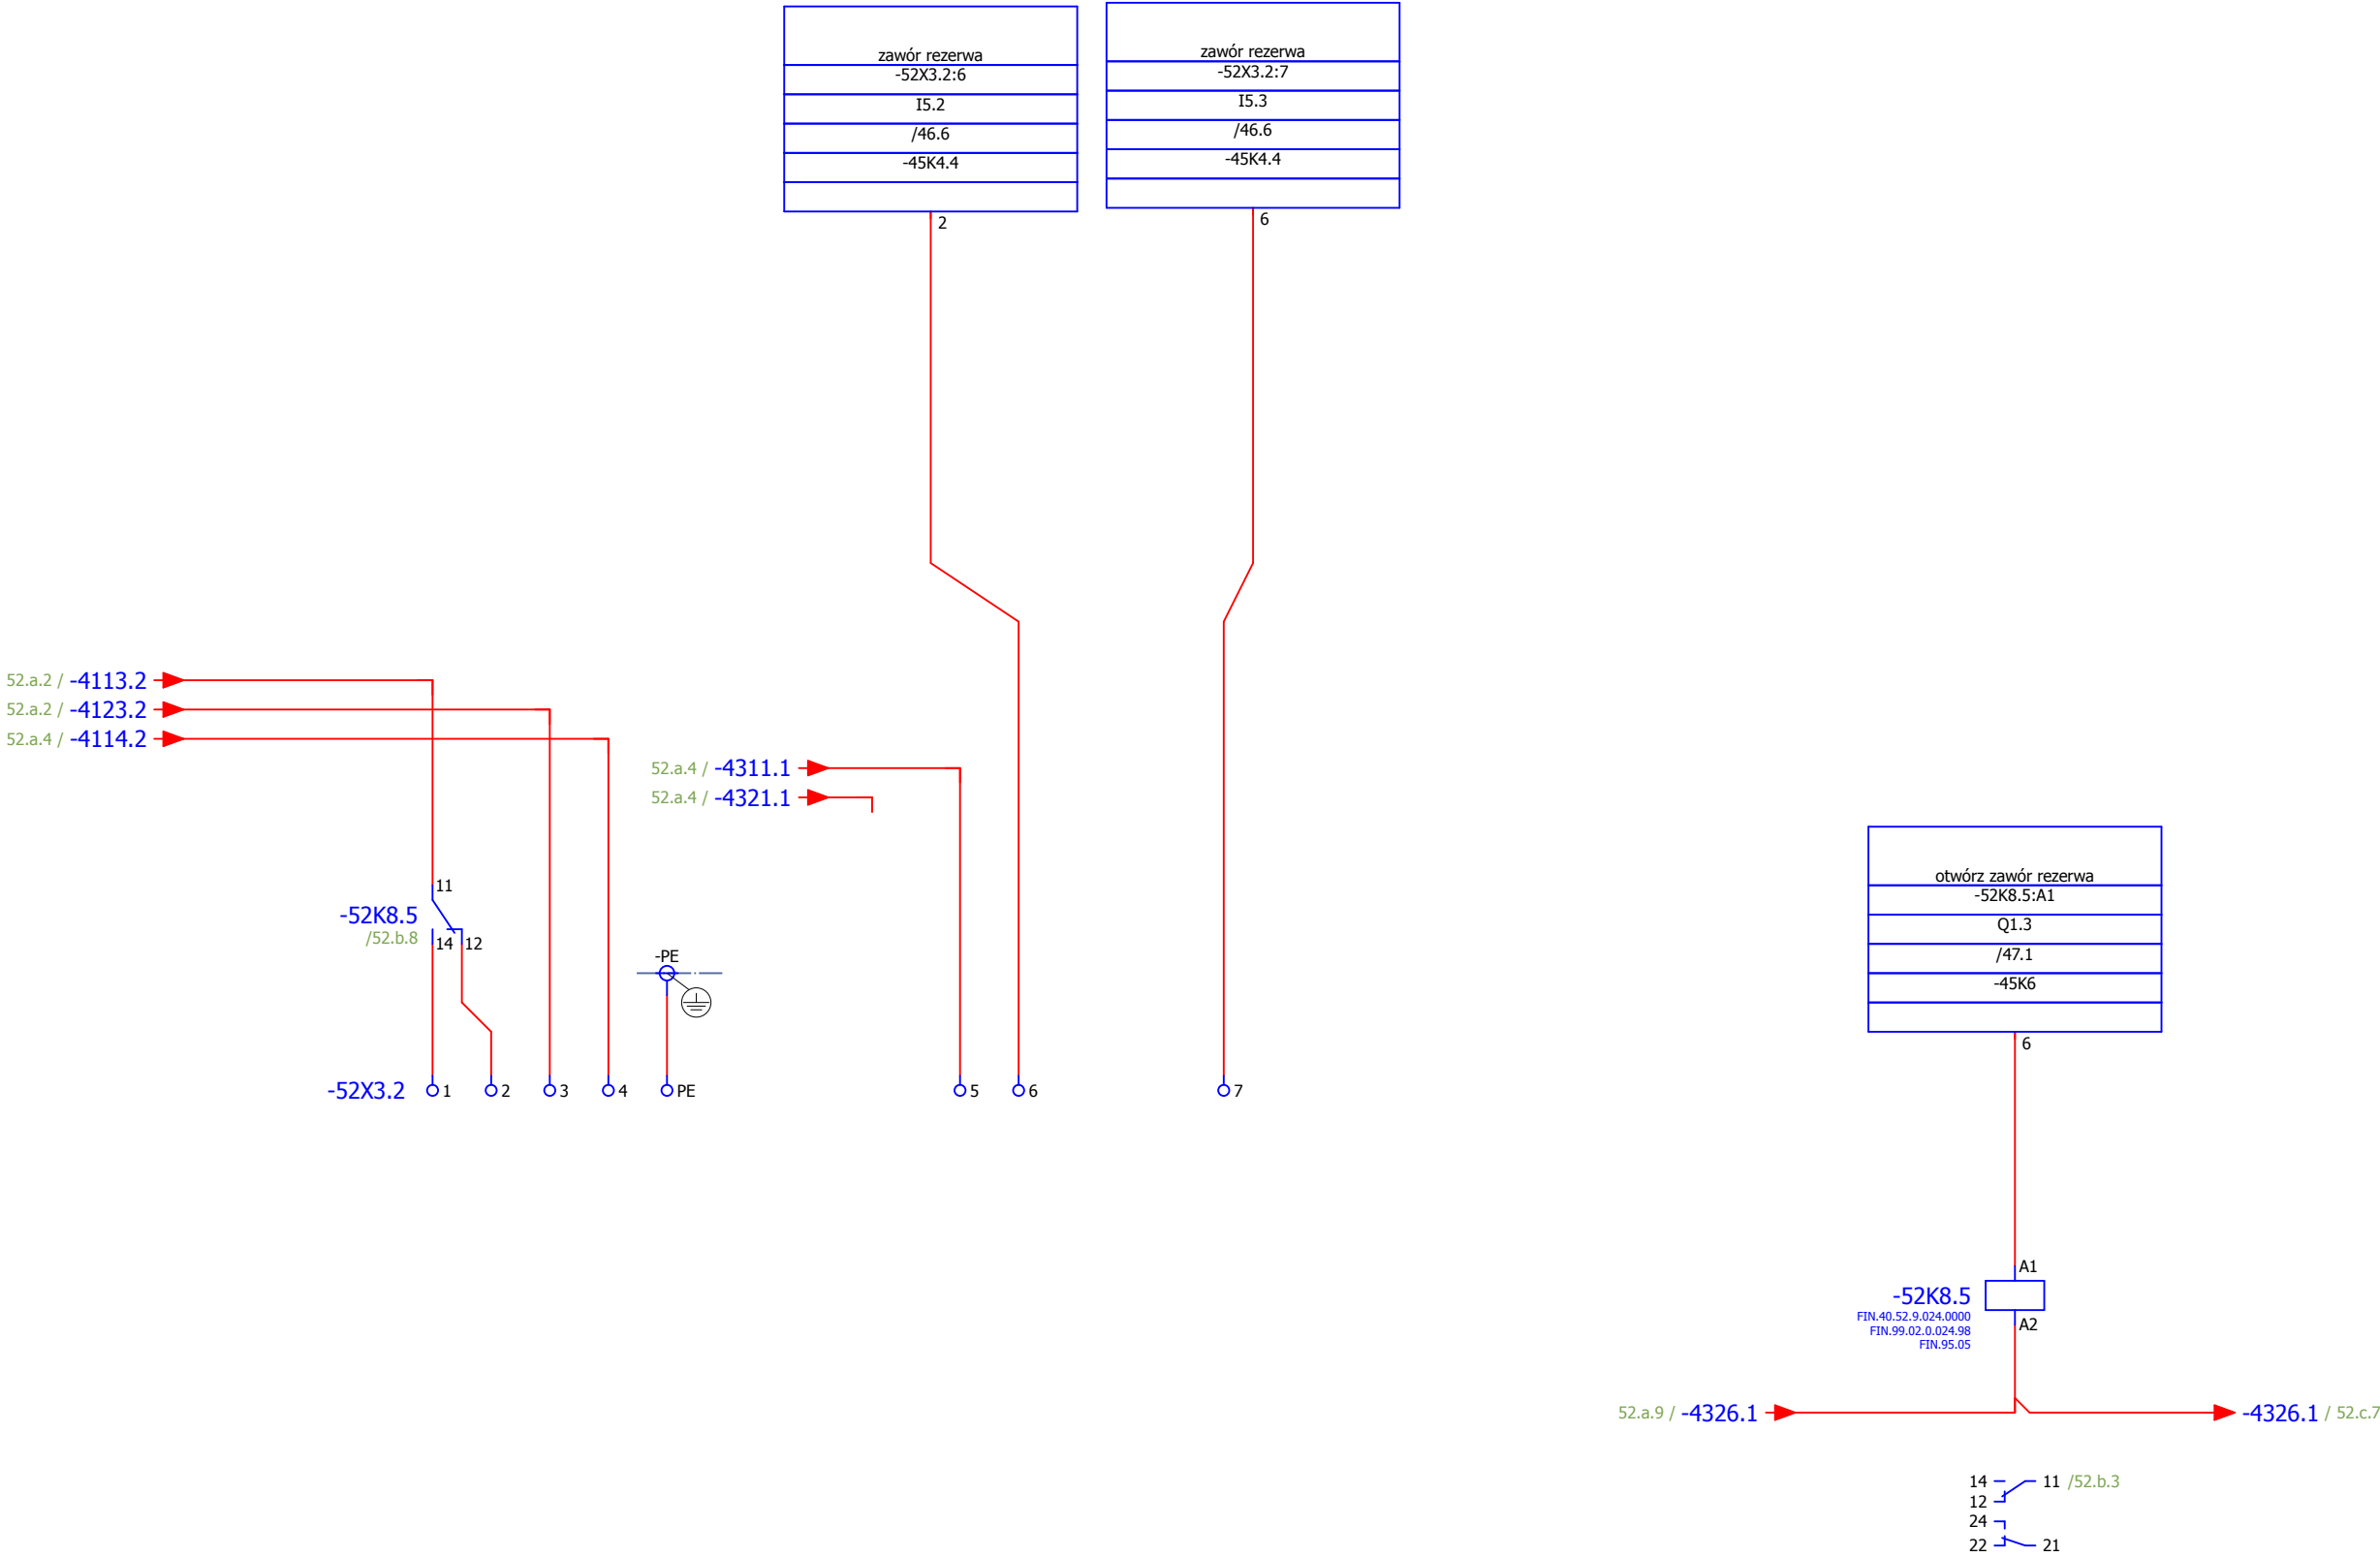 zawór rezerwa
-52X3.2:6
I5.2
/46.6
-45K4.4
2
zawór rezerwa
-52X3.2:7
I5.3
/46.6
-45K4.4
6
52.a.2 / -4113.2
52.a.2 / -4123.2
52.a.4 / -4114.2
52.a.4 / -4311.1
52.a.4 / -4321.1
11
-52K8.5
/52.b.8
14 12
-PE
-52X3.2 1 2 3 4 PE 5 6 7
otwórz zawór rezerwa
-52K8.5:A1
Q1.3
/47.1
-45K6
6
A1
-52K8.5
FIN.40.52.9.024.0000
FIN.99.02.0.024.98
FIN.95.05
A2
52.a.9 / -4326.1 -4326.1 / 52.c.7
14 11 /52.b.3
12
24
22 21